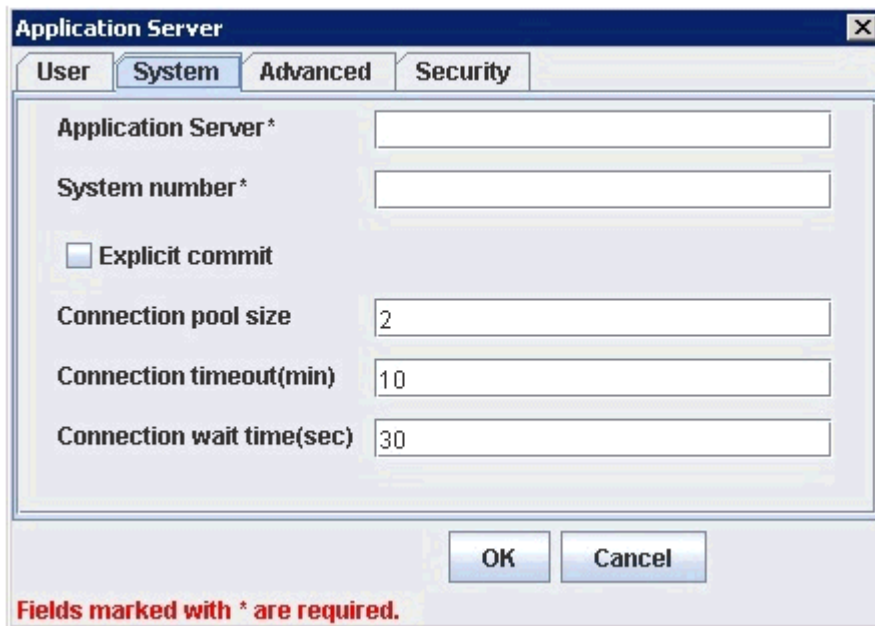 Application Server
User System Advanced Security
Application Server*
System number*
Explicit commit
Connection pool size 2
Connection timeout(min) 10
Connection wait time(sec) 30
OK Cancel
Fields marked with * are required.